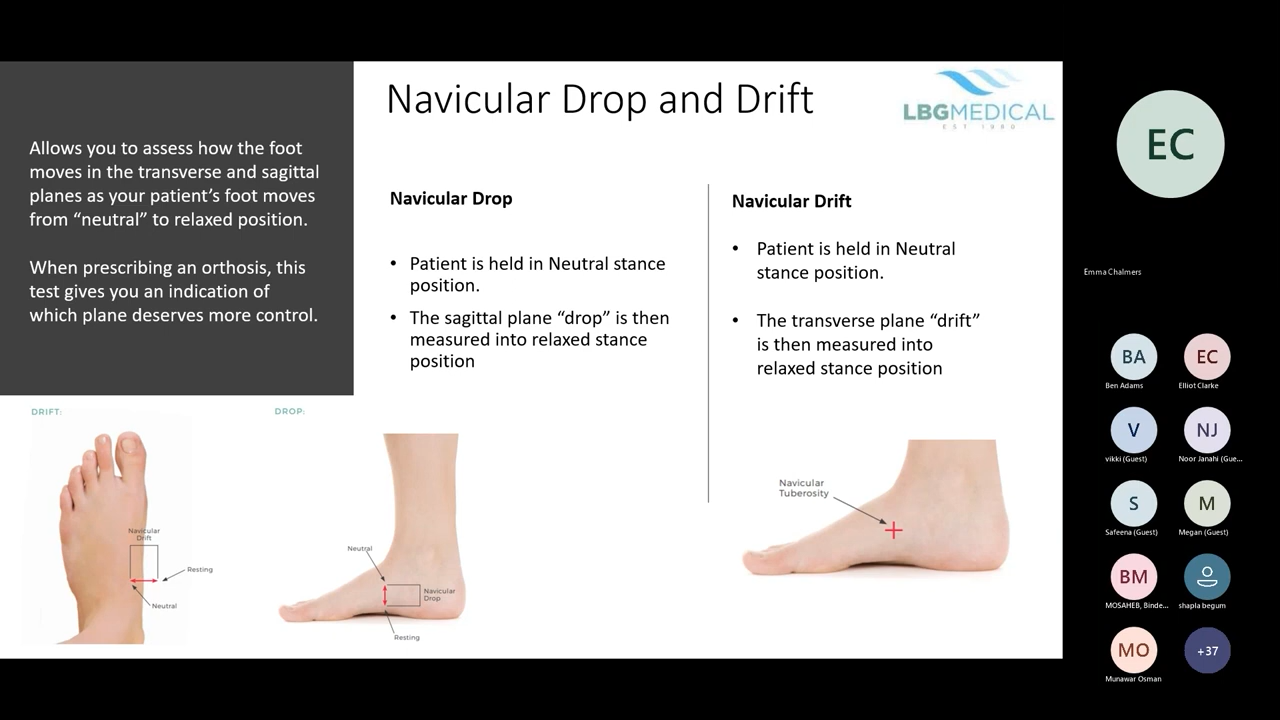 Navicular Drop and Drift
LBGMEDICAL
EST 1980
Allows you to assess how the foot
moves in the transverse and sagittal
planes as your patient’s foot moves
from “neutral” to relaxed position.
When prescribing an orthosis, this
test gives you an indication of
which plane deserves more control.
Navicular Drop
• Patient is held in Neutral stance
position.
• The sagittal plane “drop” is then
measured into relaxed stance
position
Navicular Drift
• Patient is held in Neutral
stance position.
• The transverse plane “drift”
is then measured into
relaxed stance position
DRIFT:
Navicular
Drift
Resting
Neutral
DROP:
Neutral
Navicular
Drop
Resting
Navicular
Tuberosity
EC
Emma Chalmers
BA
Ben Adams
EC
Elliot Clarke
V
vikki (Guest)
NJ
Noor Janahi (Gue...
S
Safeena (Guest)
M
Megan (Guest)
BM
MOSAHEB, Binde...
shapla begum
MO
Munawar Osman
+37